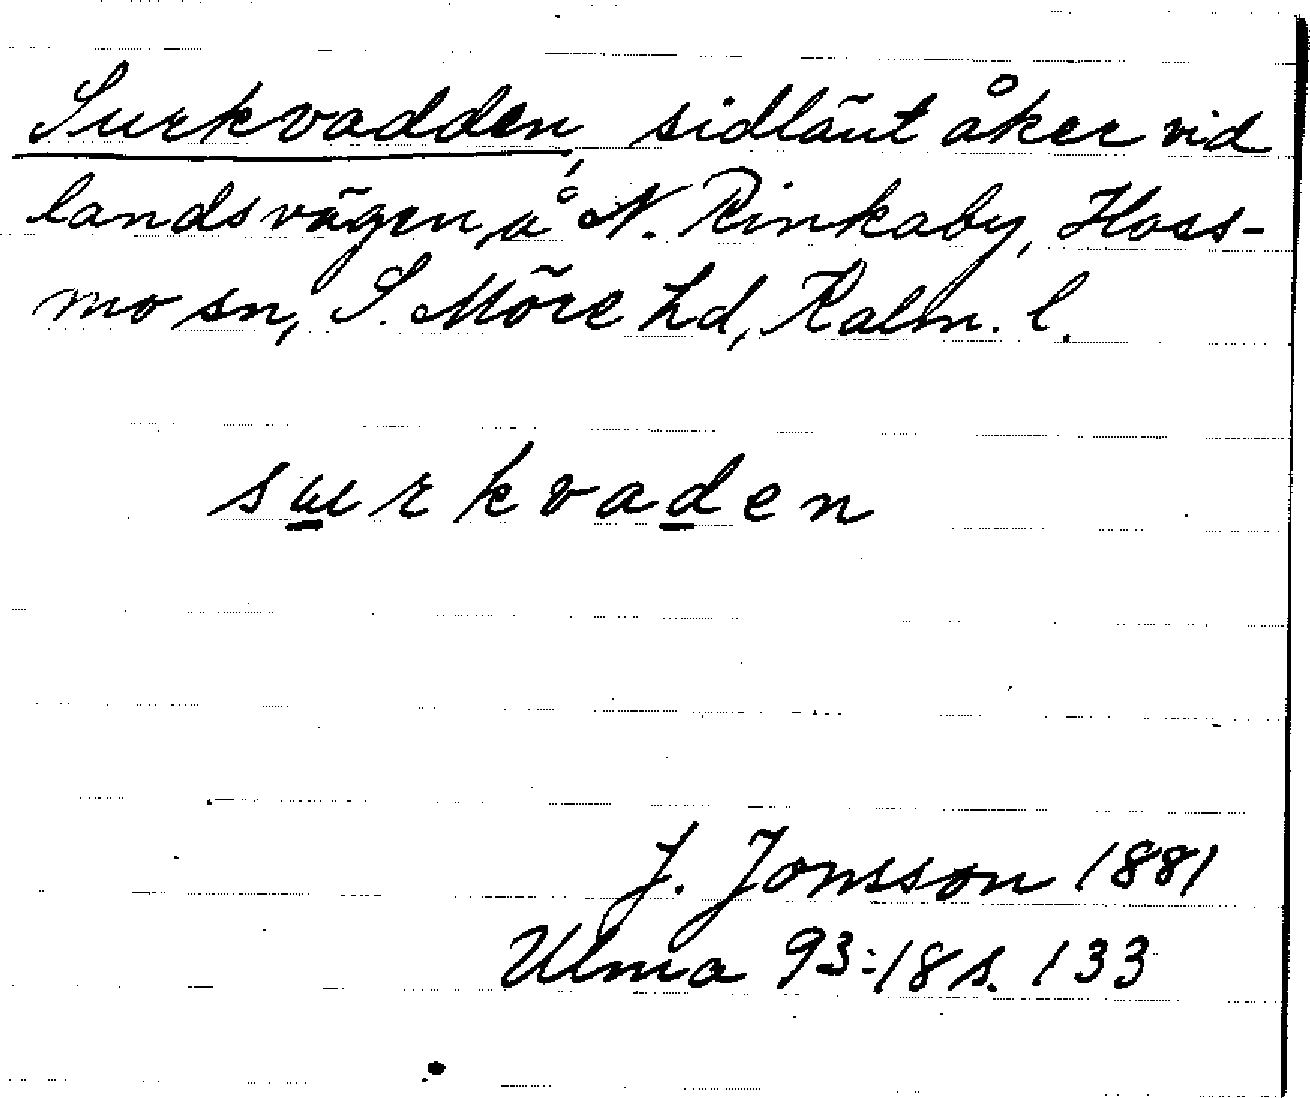 Surkvadden, sidlänt åker vid
landsvägen å N. Rinkaby, Hoss-
mo sn, S. Möre hd, Kalm. l.
surkvaden
J. Jonsson 1881
Ulma 93:18 s. 133